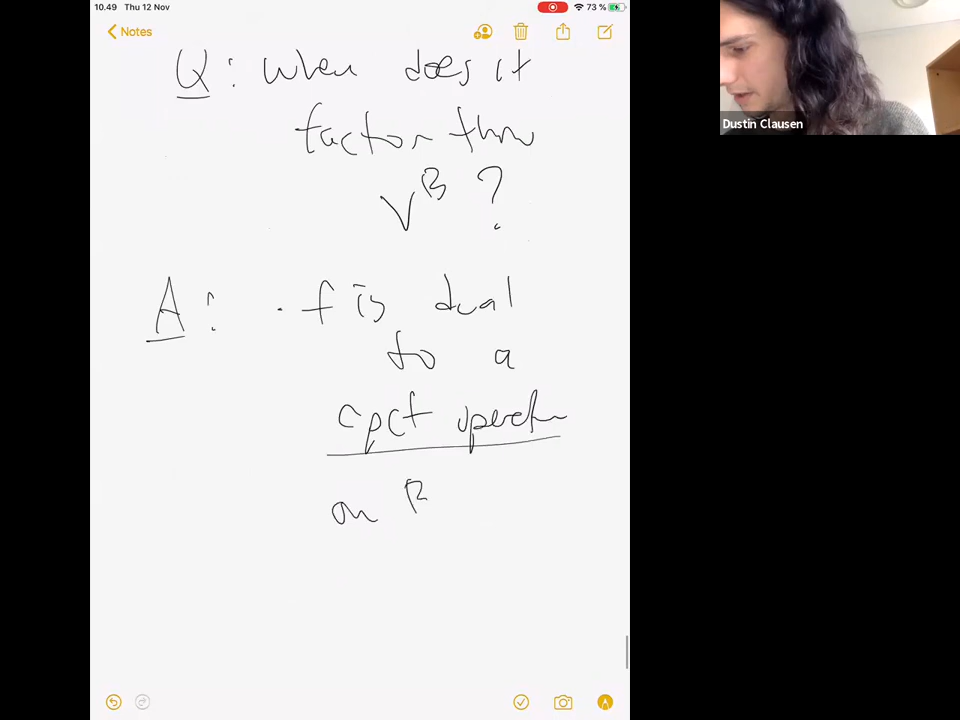 10.49 Thu 12 Nov 73 %
Notes
Dustin Clausen
Q: When does it
factor thru
V^B ?
A: · f is dual
to a
cpct operator
on B